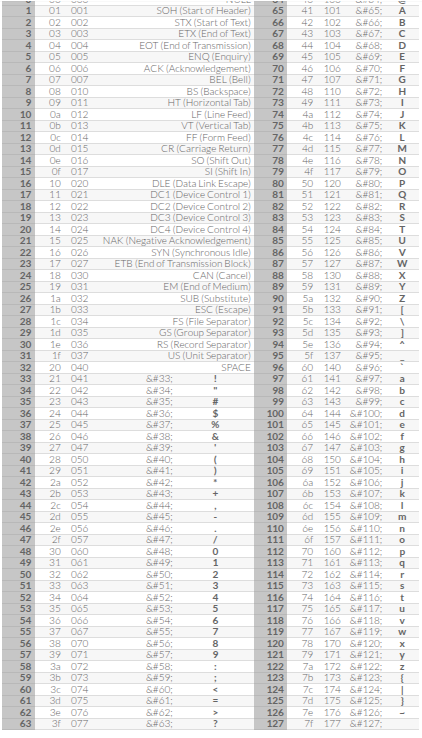 1 01 001 SOH (Start of Header) 65 41 101 &#65; A
2 02 002 STX (Start of Text) 66 42 102 &#66; B
3 03 003 ETX (End of Text) 67 43 103 &#67; C
4 04 004 EOT (End of Transmission) 68 44 104 &#68; D
5 05 005 ENQ (Enquiry) 69 45 105 &#69; E
6 06 006 ACK (Acknowledgement) 70 46 106 &#70; F
7 07 007 BEL (Bell) 71 47 107 &#71; G
8 08 010 BS (Backspace) 72 48 110 &#72; H
9 09 011 HT (Horizontal Tab) 73 49 111 &#73; I
10 0a 012 LF (Line Feed) 74 4a 112 &#74; J
11 0b 013 VT (Vertical Tab) 75 4b 113 &#75; K
12 0c 014 FF (Form Feed) 76 4c 114 &#76; L
13 0d 015 CR (Carriage Return) 77 4d 115 &#77; M
14 0e 016 SO (Shift Out) 78 4e 116 &#78; N
15 0f 017 SI (Shift In) 79 4f 117 &#79; O
16 10 020 DLE (Data Link Escape) 80 50 120 &#80; P
17 11 021 DC1 (Device Control 1) 81 51 121 &#81; Q
18 12 022 DC2 (Device Control 2) 82 52 122 &#82; R
19 13 023 DC3 (Device Control 3) 83 53 123 &#83; S
20 14 024 DC4 (Device Control 4) 84 54 124 &#84; T
21 15 025 NAK (Negative Acknowledgement) 85 55 125 &#85; U
22 16 026 SYN (Synchronous Idle) 86 56 126 &#86; V
23 17 027 ETB (End of Transmission Block) 87 57 127 &#87; W
24 18 030 CAN (Cancel) 88 58 130 &#88; X
25 19 031 EM (End of Medium) 89 59 131 &#89; Y
26 1a 032 SUB (Substitute) 90 5a 132 &#90; Z
27 1b 033 ESC (Escape) 91 5b 133 &#91; [
28 1c 034 FS (File Separator) 92 5c 134 &#92; \
29 1d 035 GS (Group Separator) 93 5d 135 &#93; ]
30 1e 036 RS (Record Separator) 94 5e 136 &#94; ^
31 1f 037 US (Unit Separator) 95 5f 137 &#95; _
32 20 040 SPACE 96 60 140 &#96; `
33 21 041 &#33; ! 97 61 141 &#97; a
34 22 042 &#34; " 98 62 142 &#98; b
35 23 043 &#35; # 99 63 143 &#99; c
36 24 044 &#36; $ 100 64 144 &#100; d
37 25 045 &#37; % 101 65 145 &#101; e
38 26 046 &#38; & 102 66 146 &#102; f
39 27 047 &#39; ' 103 67 147 &#103; g
40 28 050 &#40; ( 104 68 150 &#104; h
41 29 051 &#41; ) 105 69 151 &#105; i
42 2a 052 &#42; * 106 6a 152 &#106; j
43 2b 053 &#43; + 107 6b 153 &#107; k
44 2c 054 &#44; , 108 6c 154 &#108; l
45 2d 055 &#45; - 109 6d 155 &#109; m
46 2e 056 &#46; . 110 6e 156 &#110; n
47 2f 057 &#47; / 111 6f 157 &#111; o
48 30 060 &#48; 0 112 70 160 &#112; p
49 31 061 &#49; 1 113 71 161 &#113; q
50 32 062 &#50; 2 114 72 162 &#114; r
51 33 063 &#51; 3 115 73 163 &#115; s
52 34 064 &#52; 4 116 74 164 &#116; t
53 35 065 &#53; 5 117 75 165 &#117; u
54 36 066 &#54; 6 118 76 166 &#118; v
55 37 067 &#55; 7 119 77 167 &#119; w
56 38 070 &#56; 8 120 78 170 &#120; x
57 39 071 &#57; 9 121 79 171 &#121; y
58 3a 072 &#58; : 122 7a 172 &#122; z
59 3b 073 &#59; ; 123 7b 173 &#123; {
60 3c 074 &#60; < 124 7c 174 &#124; |
61 3d 075 &#61; = 125 7d 175 &#125; }
62 3e 076 &#62; > 126 7e 176 &#126; ~
63 3f 077 &#63; ? 127 7f 177 &#127;